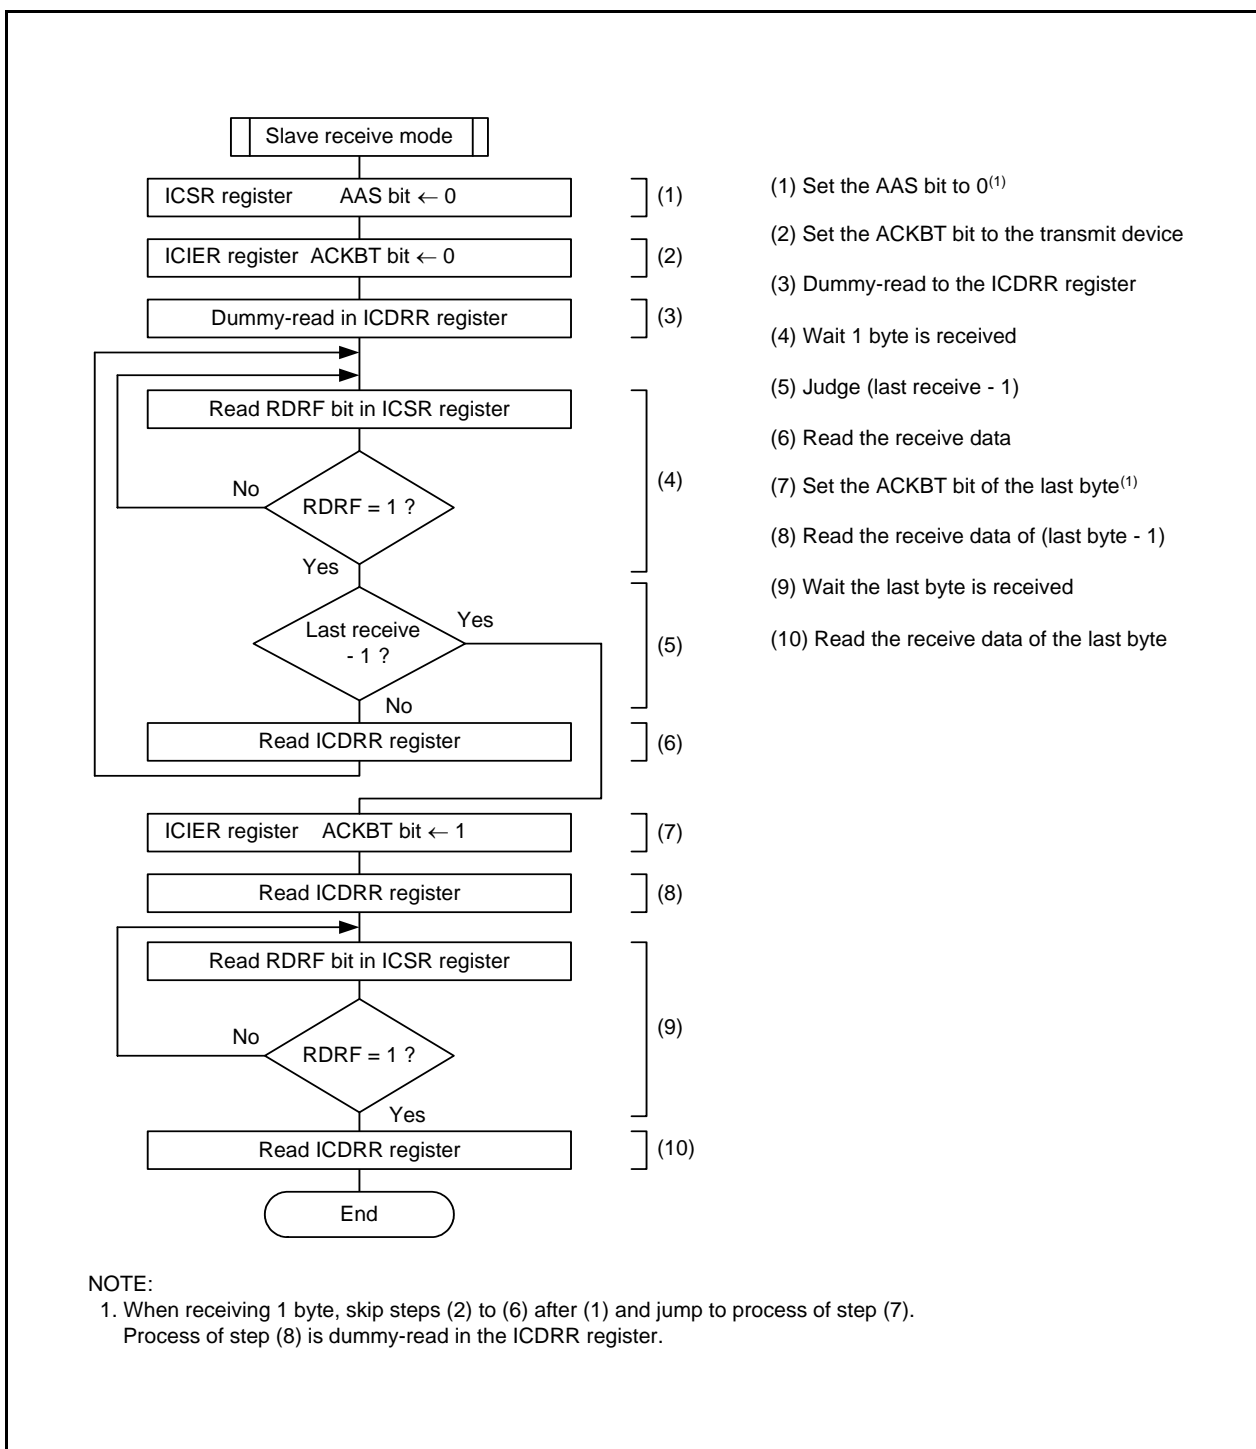 Slave receive mode
ICSR register AAS bit ← 0 (1)
ICIER register ACKBT bit ← 0 (2)
Dummy-read in ICDRR register (3)
Read RDRF bit in ICSR register
(4)
No
RDRF = 1 ?
Yes
Last receive
- 1 ?
Yes
(5)
No
Read ICDRR register (6)
ICIER register ACKBT bit ← 1 (7)
Read ICDRR register (8)
Read RDRF bit in ICSR register
(9)
No
RDRF = 1 ?
Yes
Read ICDRR register (10)
End
(1) Set the AAS bit to 0(1)
(2) Set the ACKBT bit to the transmit device
(3) Dummy-read to the ICDRR register
(4) Wait 1 byte is received
(5) Judge (last receive - 1)
(6) Read the receive data
(7) Set the ACKBT bit of the last byte(1)
(8) Read the receive data of (last byte - 1)
(9) Wait the last byte is received
(10) Read the receive data of the last byte
NOTE:
1. When receiving 1 byte, skip steps (2) to (6) after (1) and jump to process of step (7).
Process of step (8) is dummy-read in the ICDRR register.